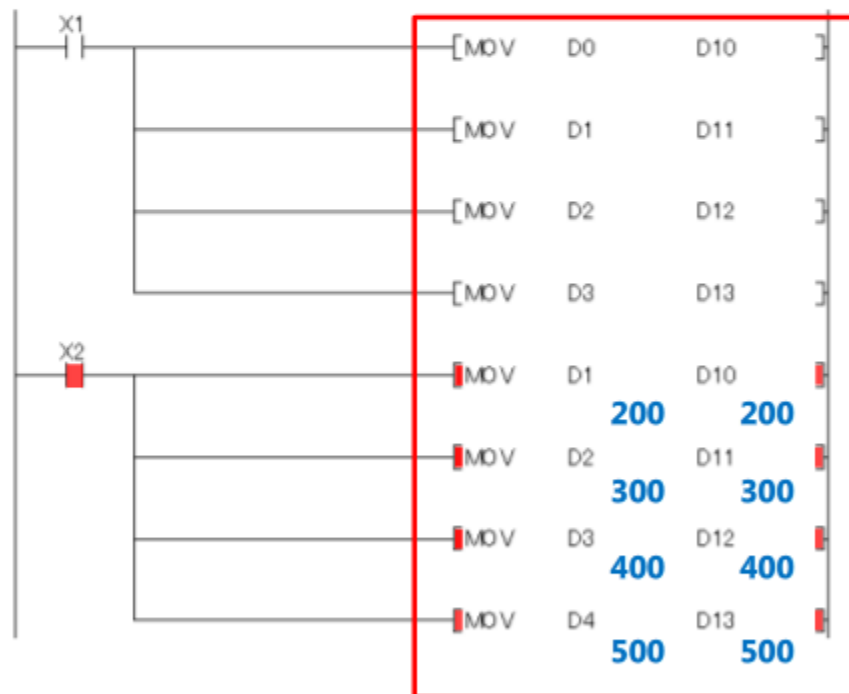 X1
[MOV D0 D10 ]
[MOV D1 D11 ]
[MOV D2 D12 ]
[MOV D3 D13 ]
X2
[MOV D1 D10 ]
200 200
[MOV D2 D11 ]
300 300
[MOV D3 D12 ]
400 400
[MOV D4 D13 ]
500 500